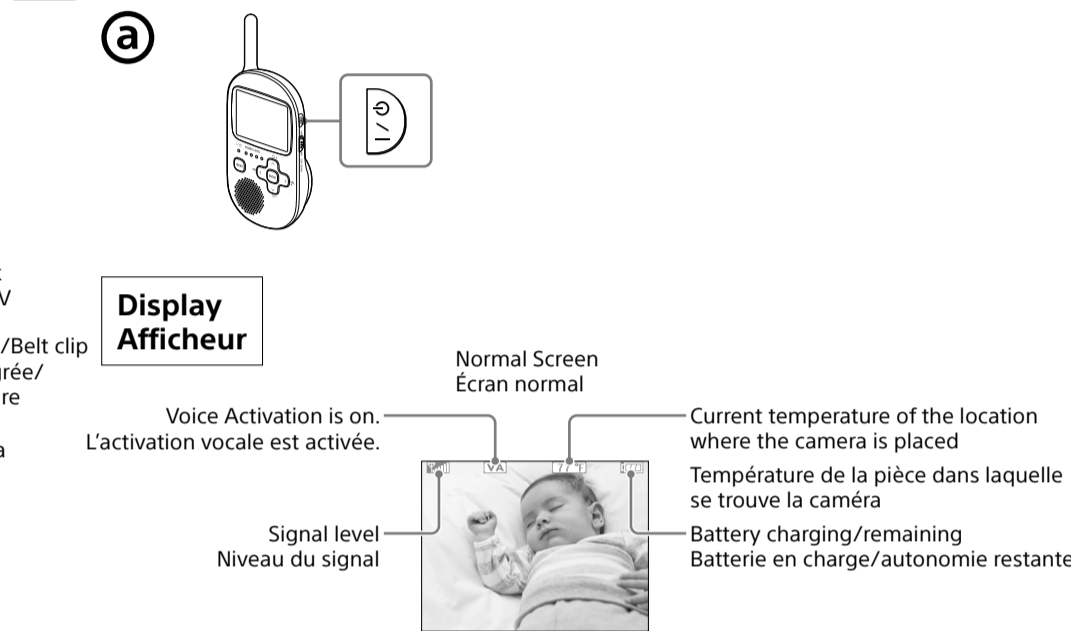 a
I / ⏻
V
/Belt clip
grée/
re
a
Display
Afficheur
Normal Screen
Écran normal
Voice Activation is on.
L’activation vocale est activée.
Current temperature of the location
where the camera is placed
Température de la pièce dans laquelle
se trouve la caméra
VA
77 °F
Signal level
Niveau du signal
Battery charging/remaining
Batterie en charge/autonomie restante